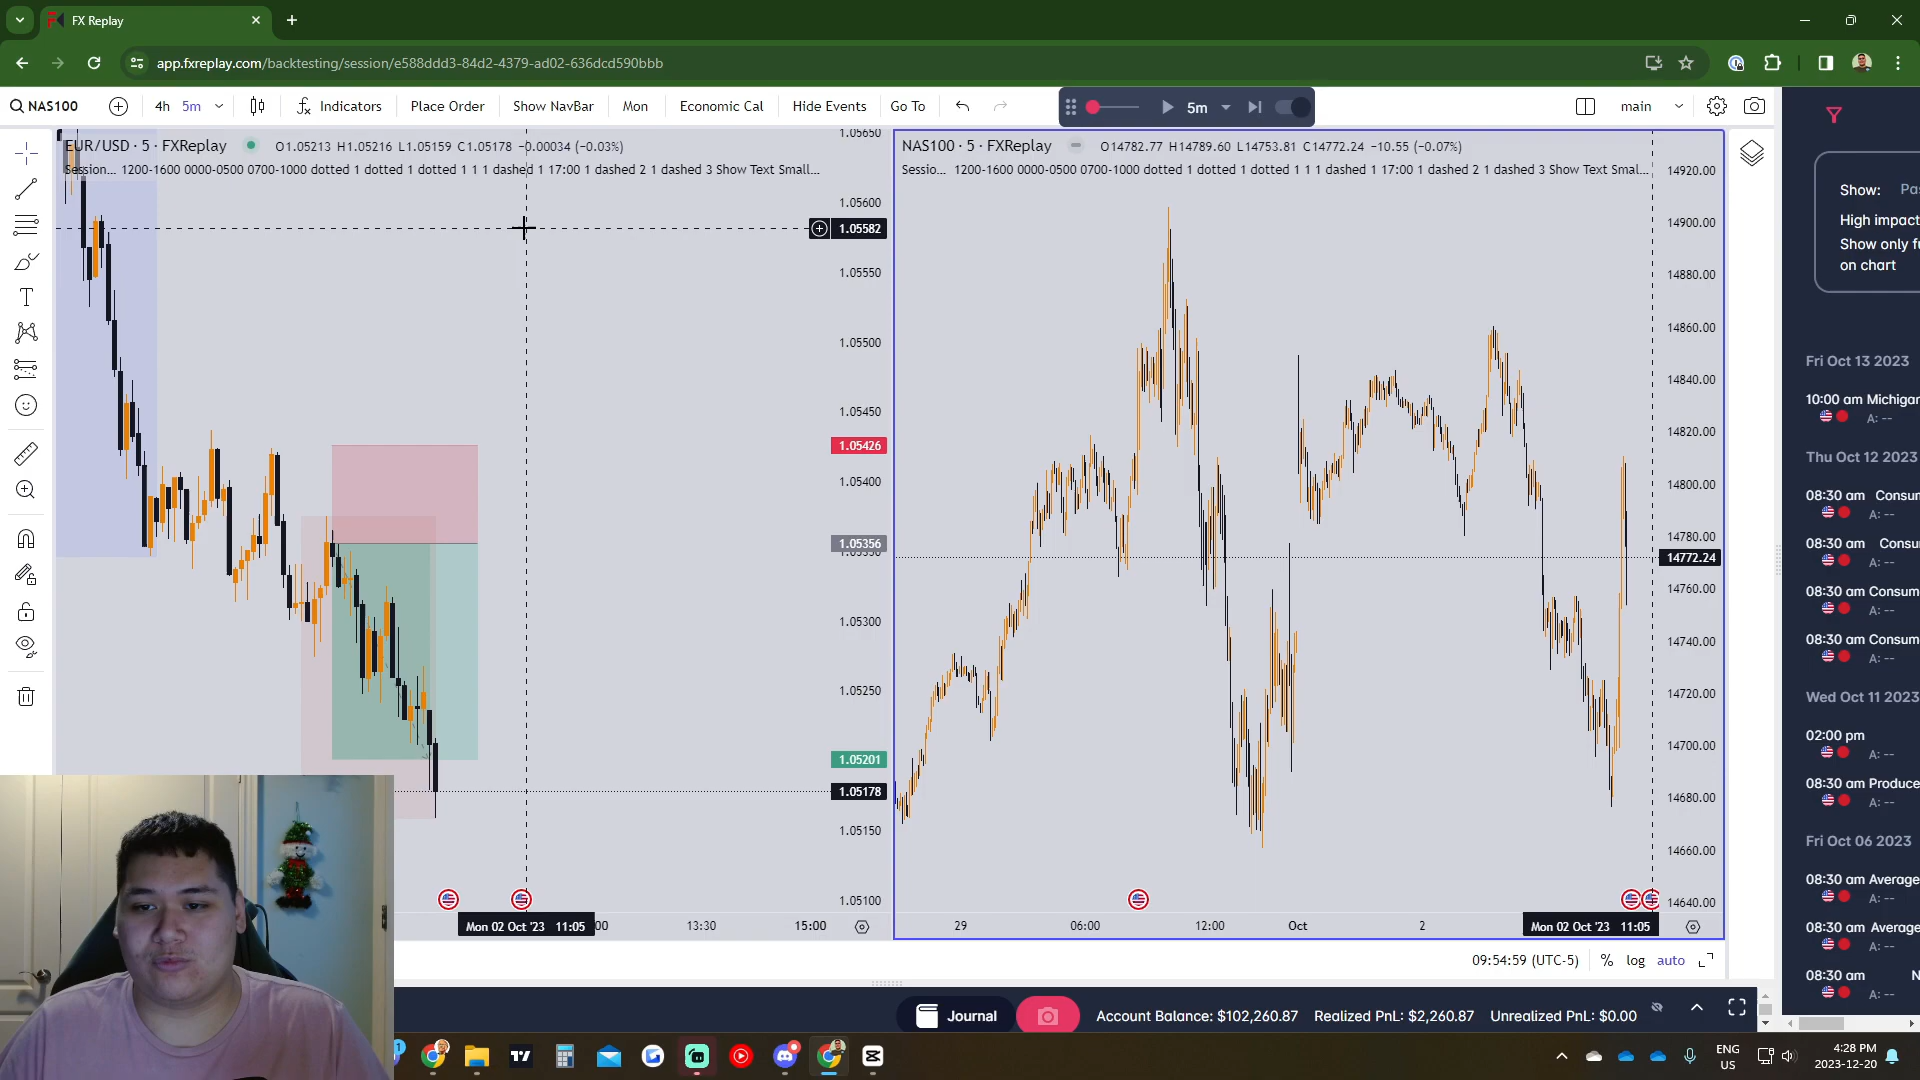 FX Replay
app.fxreplay.com/backtesting/session/e588ddd3-84d2-4379-ad02-636dcd590bbb
NAS100
4h
5m
Indicators
Place Order
Show NavBar
Mon
Economic Cal
Hide Events
Go To
5m
main
EUR/USD · 5 · FXReplay
O1.05213 H1.05216 L1.05159 C1.05178 −0.00034 (−0.03%)
Session... 1200-1600 0000-0500 0700-1000 dotted 1 dotted 1 dotted 1 1 1 dashed 1 17:00 1 dashed 2 1 dashed 3 Show Text Small...
1.05650
1.05600
1.05582
1.05550
1.05500
1.05450
1.05426
1.05400
1.05356
1.05300
1.05250
1.05201
1.05178
1.05150
1.05100
Mon 02 Oct '23 11:05
:00
13:30
15:00
NAS100 · 5 · FXReplay
O14782.77 H14789.60 L14753.81 C14772.24 −10.55 (−0.07%)
Sessio... 1200-1600 0000-0500 0700-1000 dotted 1 dotted 1 dotted 1 1 1 dashed 1 17:00 1 dashed 2 1 dashed 3 Show Text Smal...
14920.00
14900.00
14880.00
14860.00
14840.00
14820.00
14800.00
14780.00
14772.24
14760.00
14740.00
14720.00
14700.00
14680.00
14660.00
14640.00
29
06:00
12:00
Oct
2
Mon 02 Oct '23 11:05
09:54:59 (UTC-5)
%
log
auto
Show: Pa
High impact
Show only fu
on chart
Fri Oct 13 2023
10:00 am Michigan
A: --
Thu Oct 12 2023
08:30 am Consum
A: --
08:30 am Consu
A: --
08:30 am Consum
A: --
08:30 am Consum
A: --
Wed Oct 11 2023
02:00 pm
A: --
08:30 am Produce
A: --
Fri Oct 06 2023
08:30 am Average
A: --
08:30 am Average
A: --
08:30 am N
A: --
Journal
Account Balance: $102,260.87
Realized PnL: $2,260.87
Unrealized PnL: $0.00
1
ENG
US
4:28 PM
2023-12-20